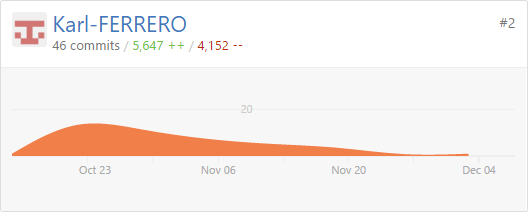 Karl-FERRERO
#2
46 commits / 5,647 ++ / 4,152 --
20
Oct 23 Nov 06 Nov 20 Dec 04